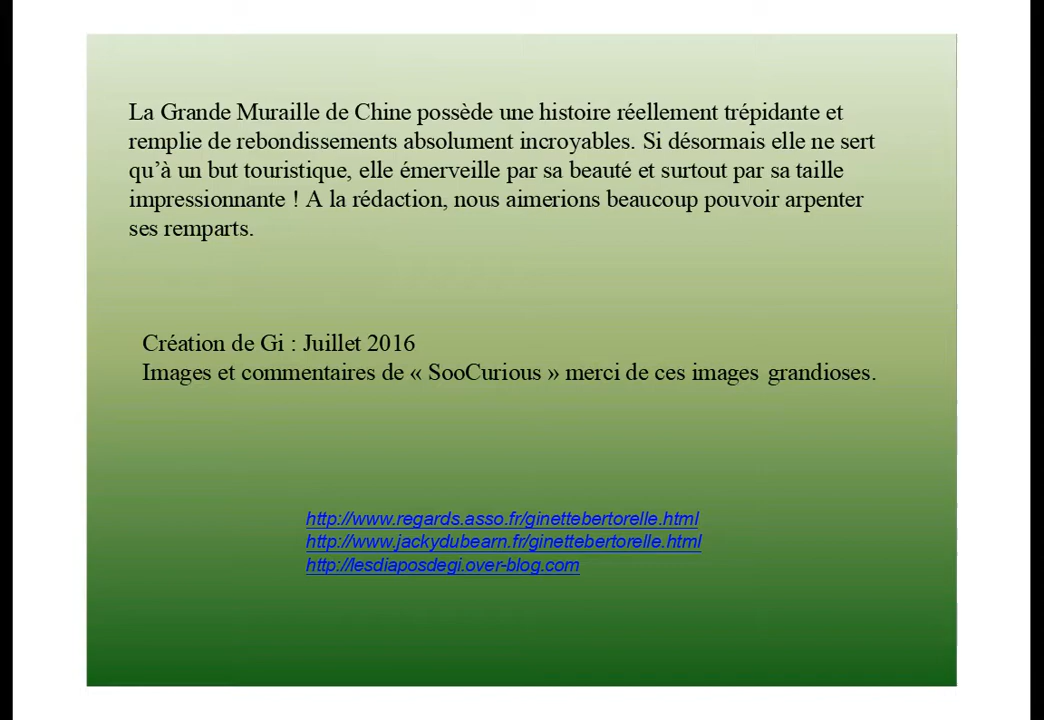 La Grande Muraille de Chine possède une histoire réellement trépidante et
remplie de rebondissements absolument incroyables. Si désormais elle ne sert
qu’à un but touristique, elle émerveille par sa beauté et surtout par sa taille
impressionnante ! A la rédaction, nous aimerions beaucoup pouvoir arpenter
ses remparts.
Création de Gi : Juillet 2016
Images et commentaires de « SooCurious » merci de ces images grandioses.
http://www.regards.asso.fr/ginettebertorelle.html
http://www.jackydubearn.fr/ginettebertorelle.html
http://lesdiaposdegi.over-blog.com